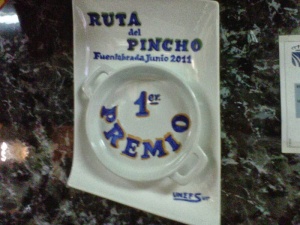 RUTA
del
PINCHO
Fuenlabrada Junio 2011
1er.
PREMIO